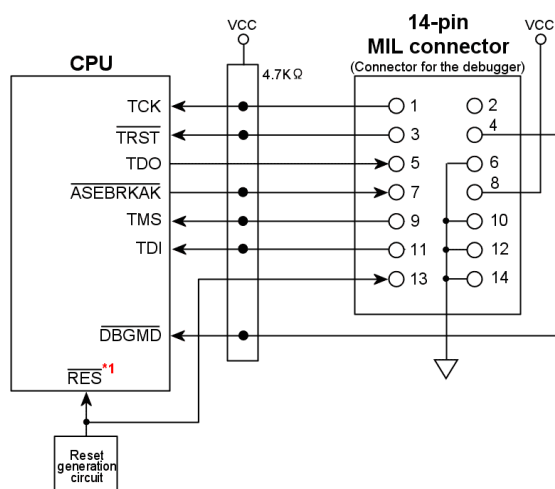 VCC
14-pin
MIL connector
(Connector for the debugger)
VCC
CPU
4.7KΩ
TCK
1
2
TRST
3
4
TDO
5
6
ASEBRKAK
7
8
TMS
9
10
TDI
11
12
13
14
DBGMD
RES*1
Reset
generation
circuit